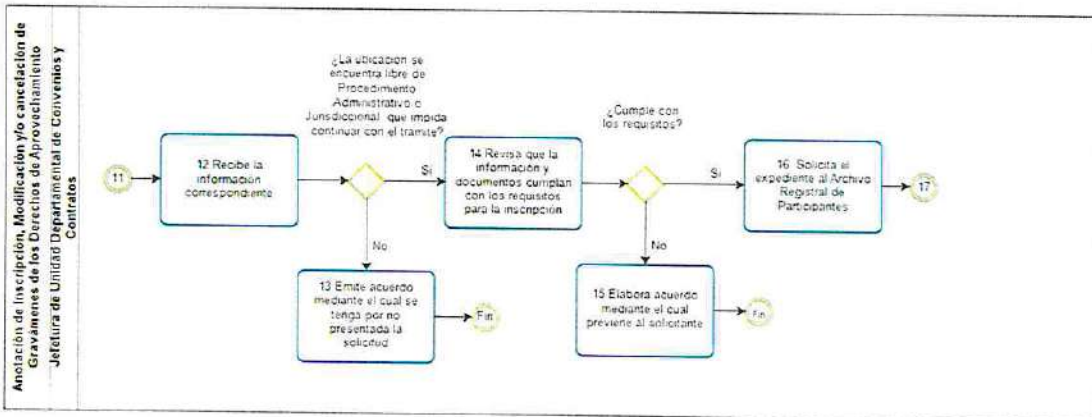 Anotación de Inscripción, Modificación y/o cancelación de
Gravámenes de los Derechos de Aprovechamiento
Jefetura de Unidad Departamental de Convenios y
Contratos
11
12 Recibe la
información
correspondiente
¿La ubicación se
encuentra libre de
Procedimiento
Administrativo o
Jurisdiccional que impida
continuar con el trámite?
Si
No
13 Emite acuerdo
mediante el cual se
tenga por no
presentada la
solicitud
Fin
14 Revisa que la
información y
documentos cumplan
con los requisitos
para la inscripción
¿Cumple con
los requisitos?
Si
No
15 Elabora acuerdo
mediante el cual
previene al solicitante
Fin
16 Solicita el
expediente al Archivo
Registral de
Participantes
17